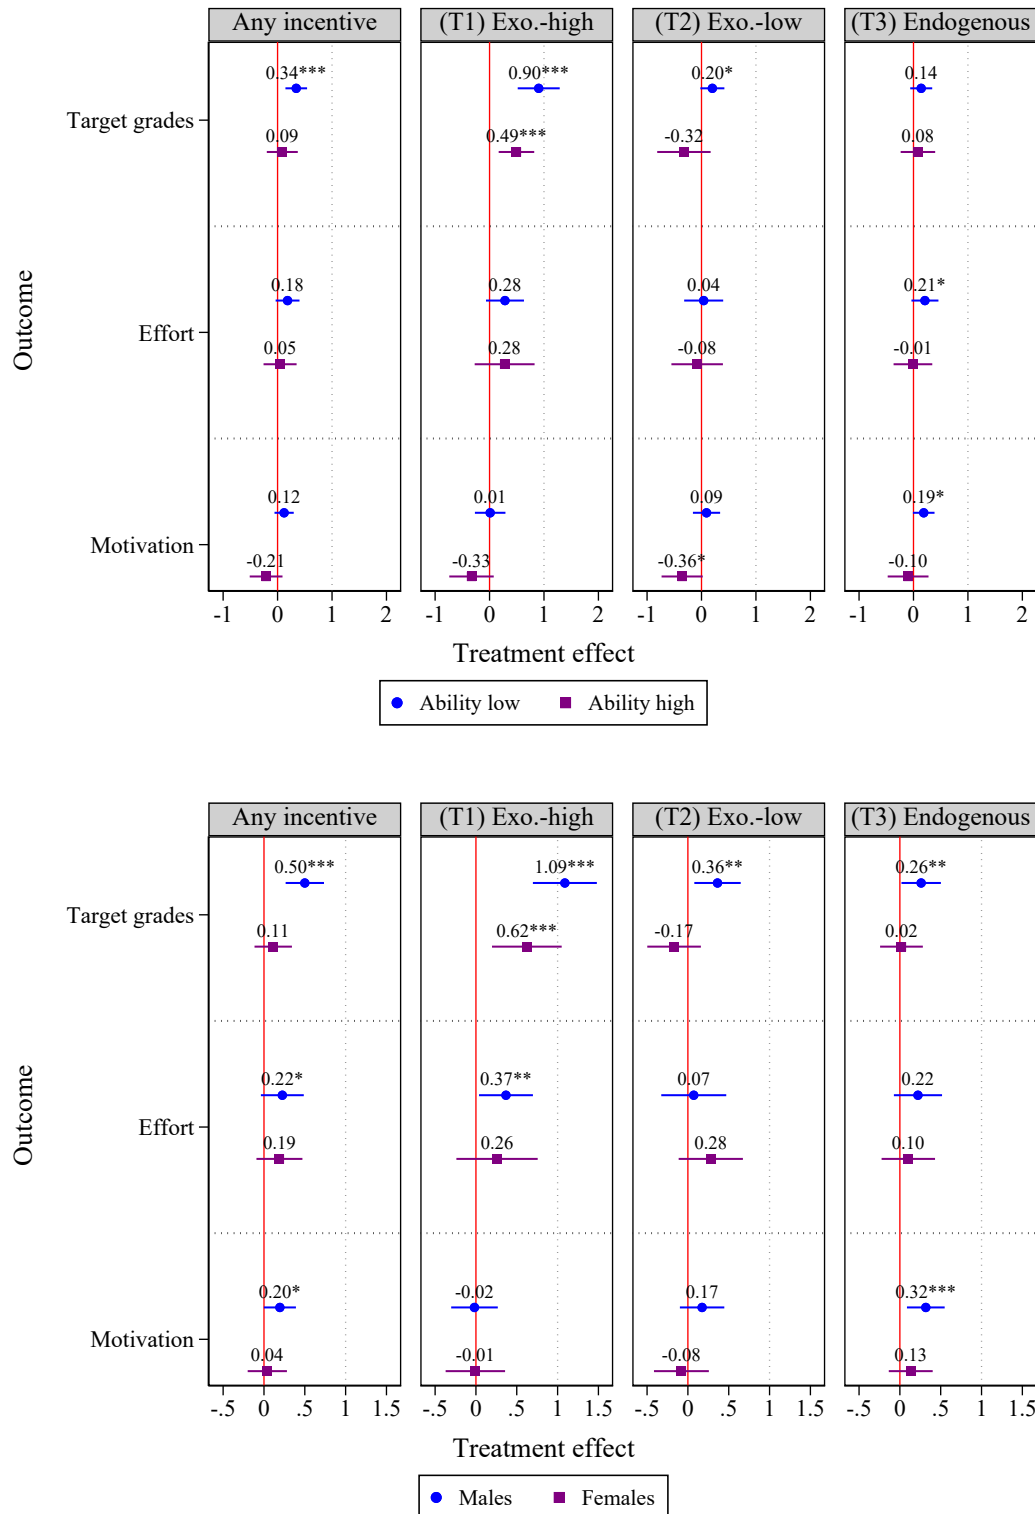 Any incentive (T1) Exo.-high (T2) Exo.-low (T3) Endogenous
0.34*** 0.90*** 0.20* 0.14
Target grades
0.09 0.49*** -0.32 0.08
0.18 0.28 0.04 0.21*
Effort
0.05 0.28 -0.08 -0.01
0.12 0.01 0.09 0.19*
Motivation
-0.21 -0.33 -0.36* -0.10
Outcome
-1 0 1 2 -1 0 1 2 -1 0 1 2 -1 0 1 2
Treatment effect
Ability low Ability high
Any incentive (T1) Exo.-high (T2) Exo.-low (T3) Endogenous
0.50*** 1.09*** 0.36** 0.26**
Target grades
0.11 0.62*** -0.17 0.02
0.22* 0.37** 0.07 0.22
Effort
0.19 0.26 0.28 0.10
0.20* -0.02 0.17 0.32***
Motivation
0.04 -0.01 -0.08 0.13
Outcome
-.5 0 .5 1 1.5 -.5 0 .5 1 1.5 -.5 0 .5 1 1.5 -.5 0 .5 1 1.5
Treatment effect
Males Females